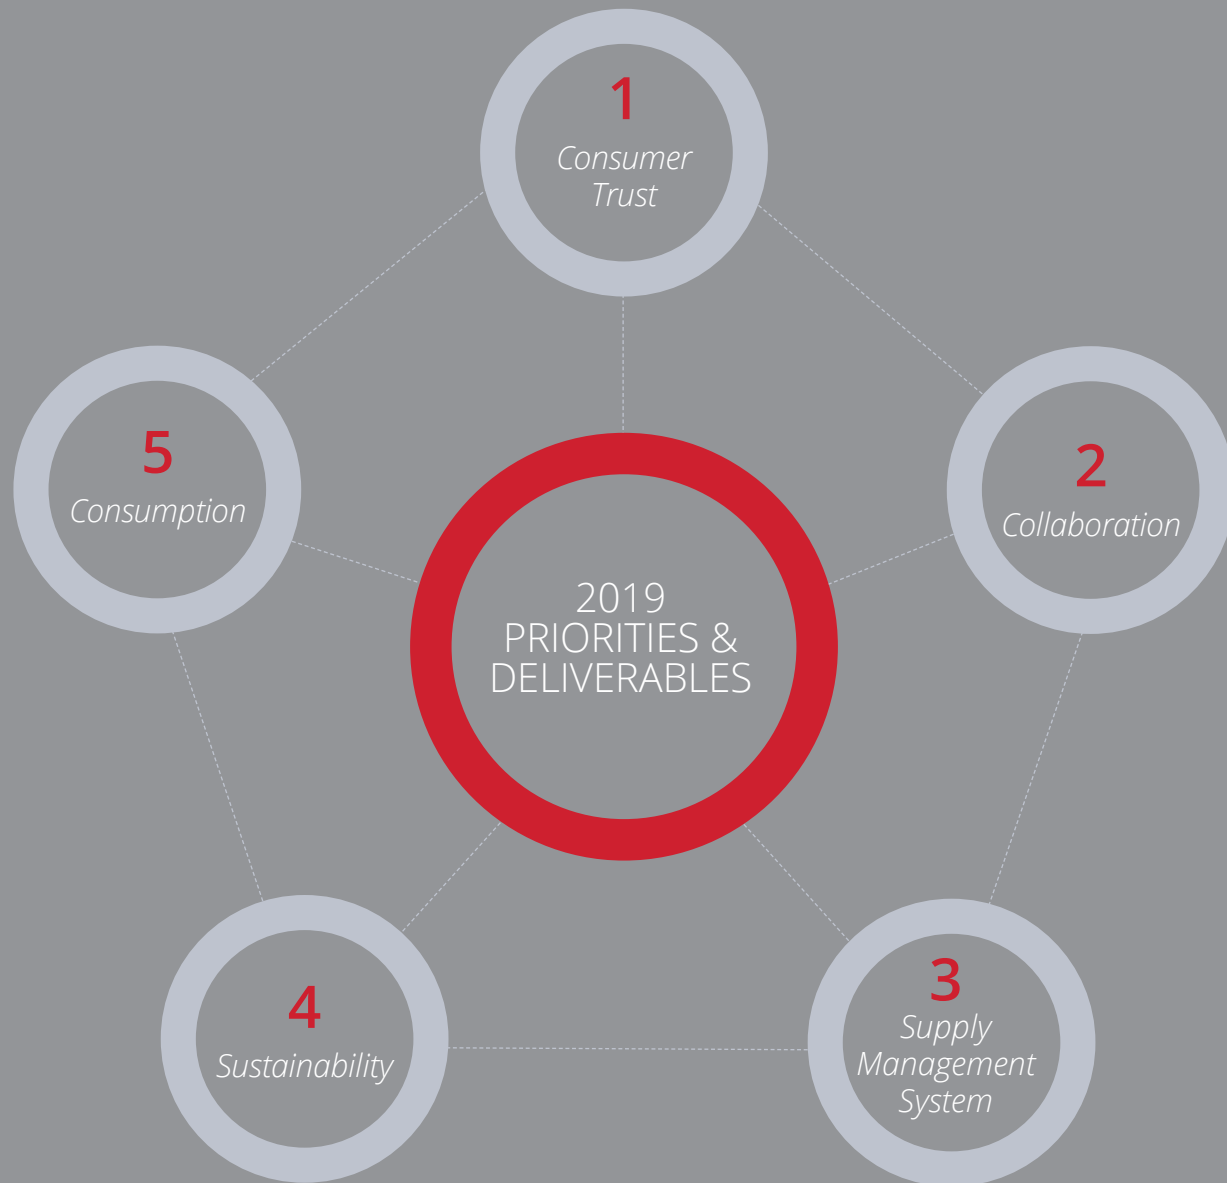 1
Consumer
Trust
2
Collaboration
3
Supply
Management
System
4
Sustainability
5
Consumption
2019
PRIORITIES &
DELIVERABLES